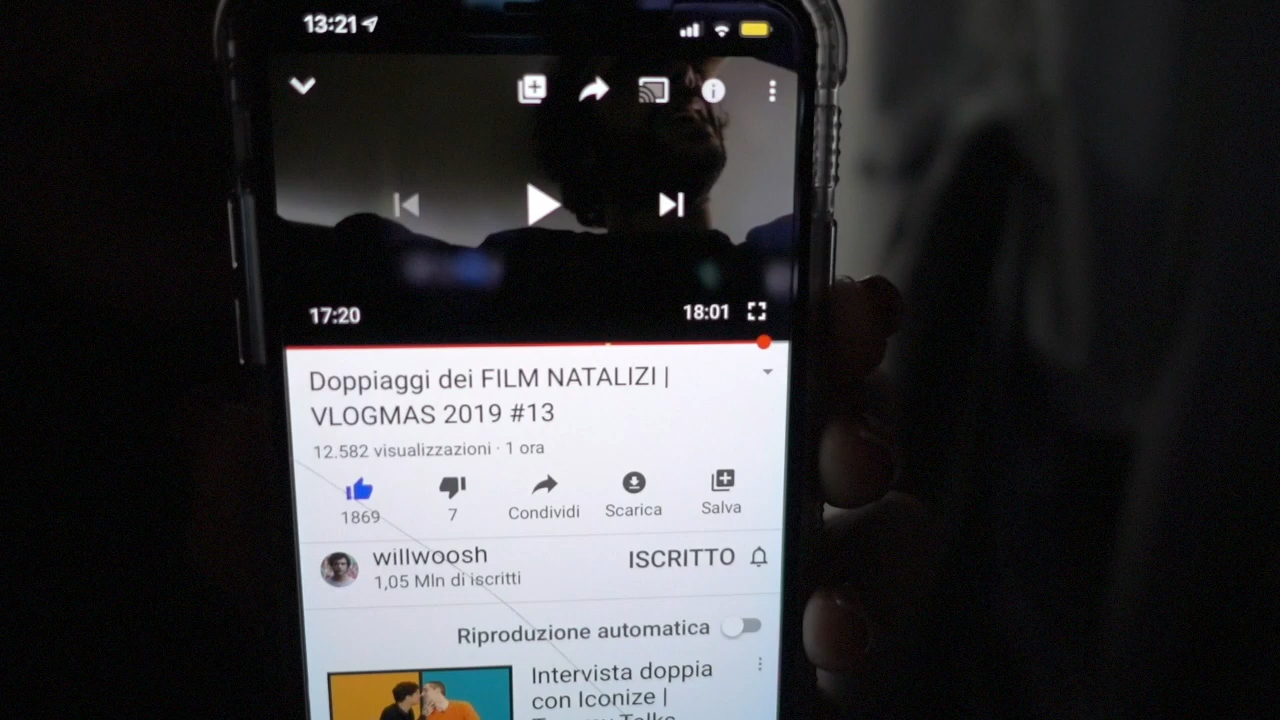 13:21
17:20
18:01
Doppiaggi dei FILM NATALIZI |
VLOGMAS 2019 #13
12.582 visualizzazioni · 1 ora
1869
7
Condividi
Scarica
Salva
willwoosh
1,05 Mln di iscritti
ISCRITTO
Riproduzione automatica
Intervista doppia
con Iconize |
Talks